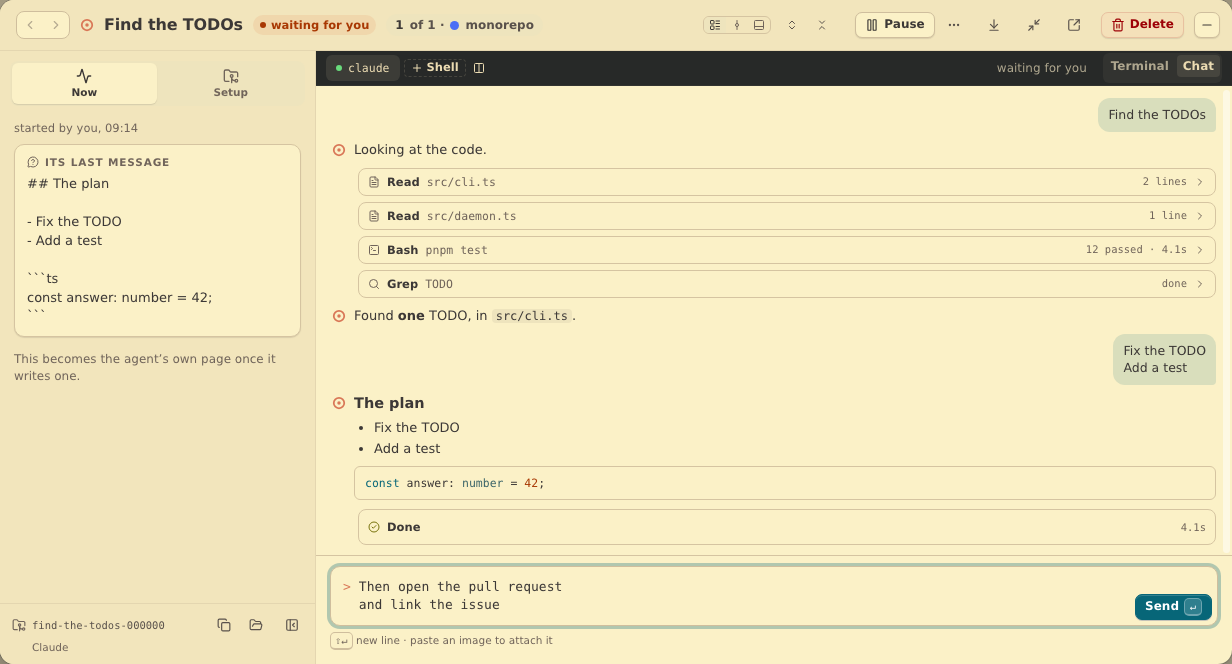 Find the TODOs
waiting for you
1 of 1 · monorepo
Pause
Delete
Now
Setup
started by you, 09:14
ITS LAST MESSAGE
## The plan
- Fix the TODO
- Add a test
```ts
const answer: number = 42;
```
This becomes the agent’s own page once it
writes one.
find-the-todos-000000
Claude
claude
+ Shell
waiting for you
Terminal
Chat
Find the TODOs
Looking at the code.
Read src/cli.ts 2 lines
Read src/daemon.ts 1 line
Bash pnpm test 12 passed · 4.1s
Grep TODO done
Found one TODO, in src/cli.ts.
Fix the TODO
Add a test
The plan
• Fix the TODO
• Add a test
const answer: number = 42;
Done 4.1s
> Then open the pull request
and link the issue
Send ↵
⇧↵ new line · paste an image to attach it